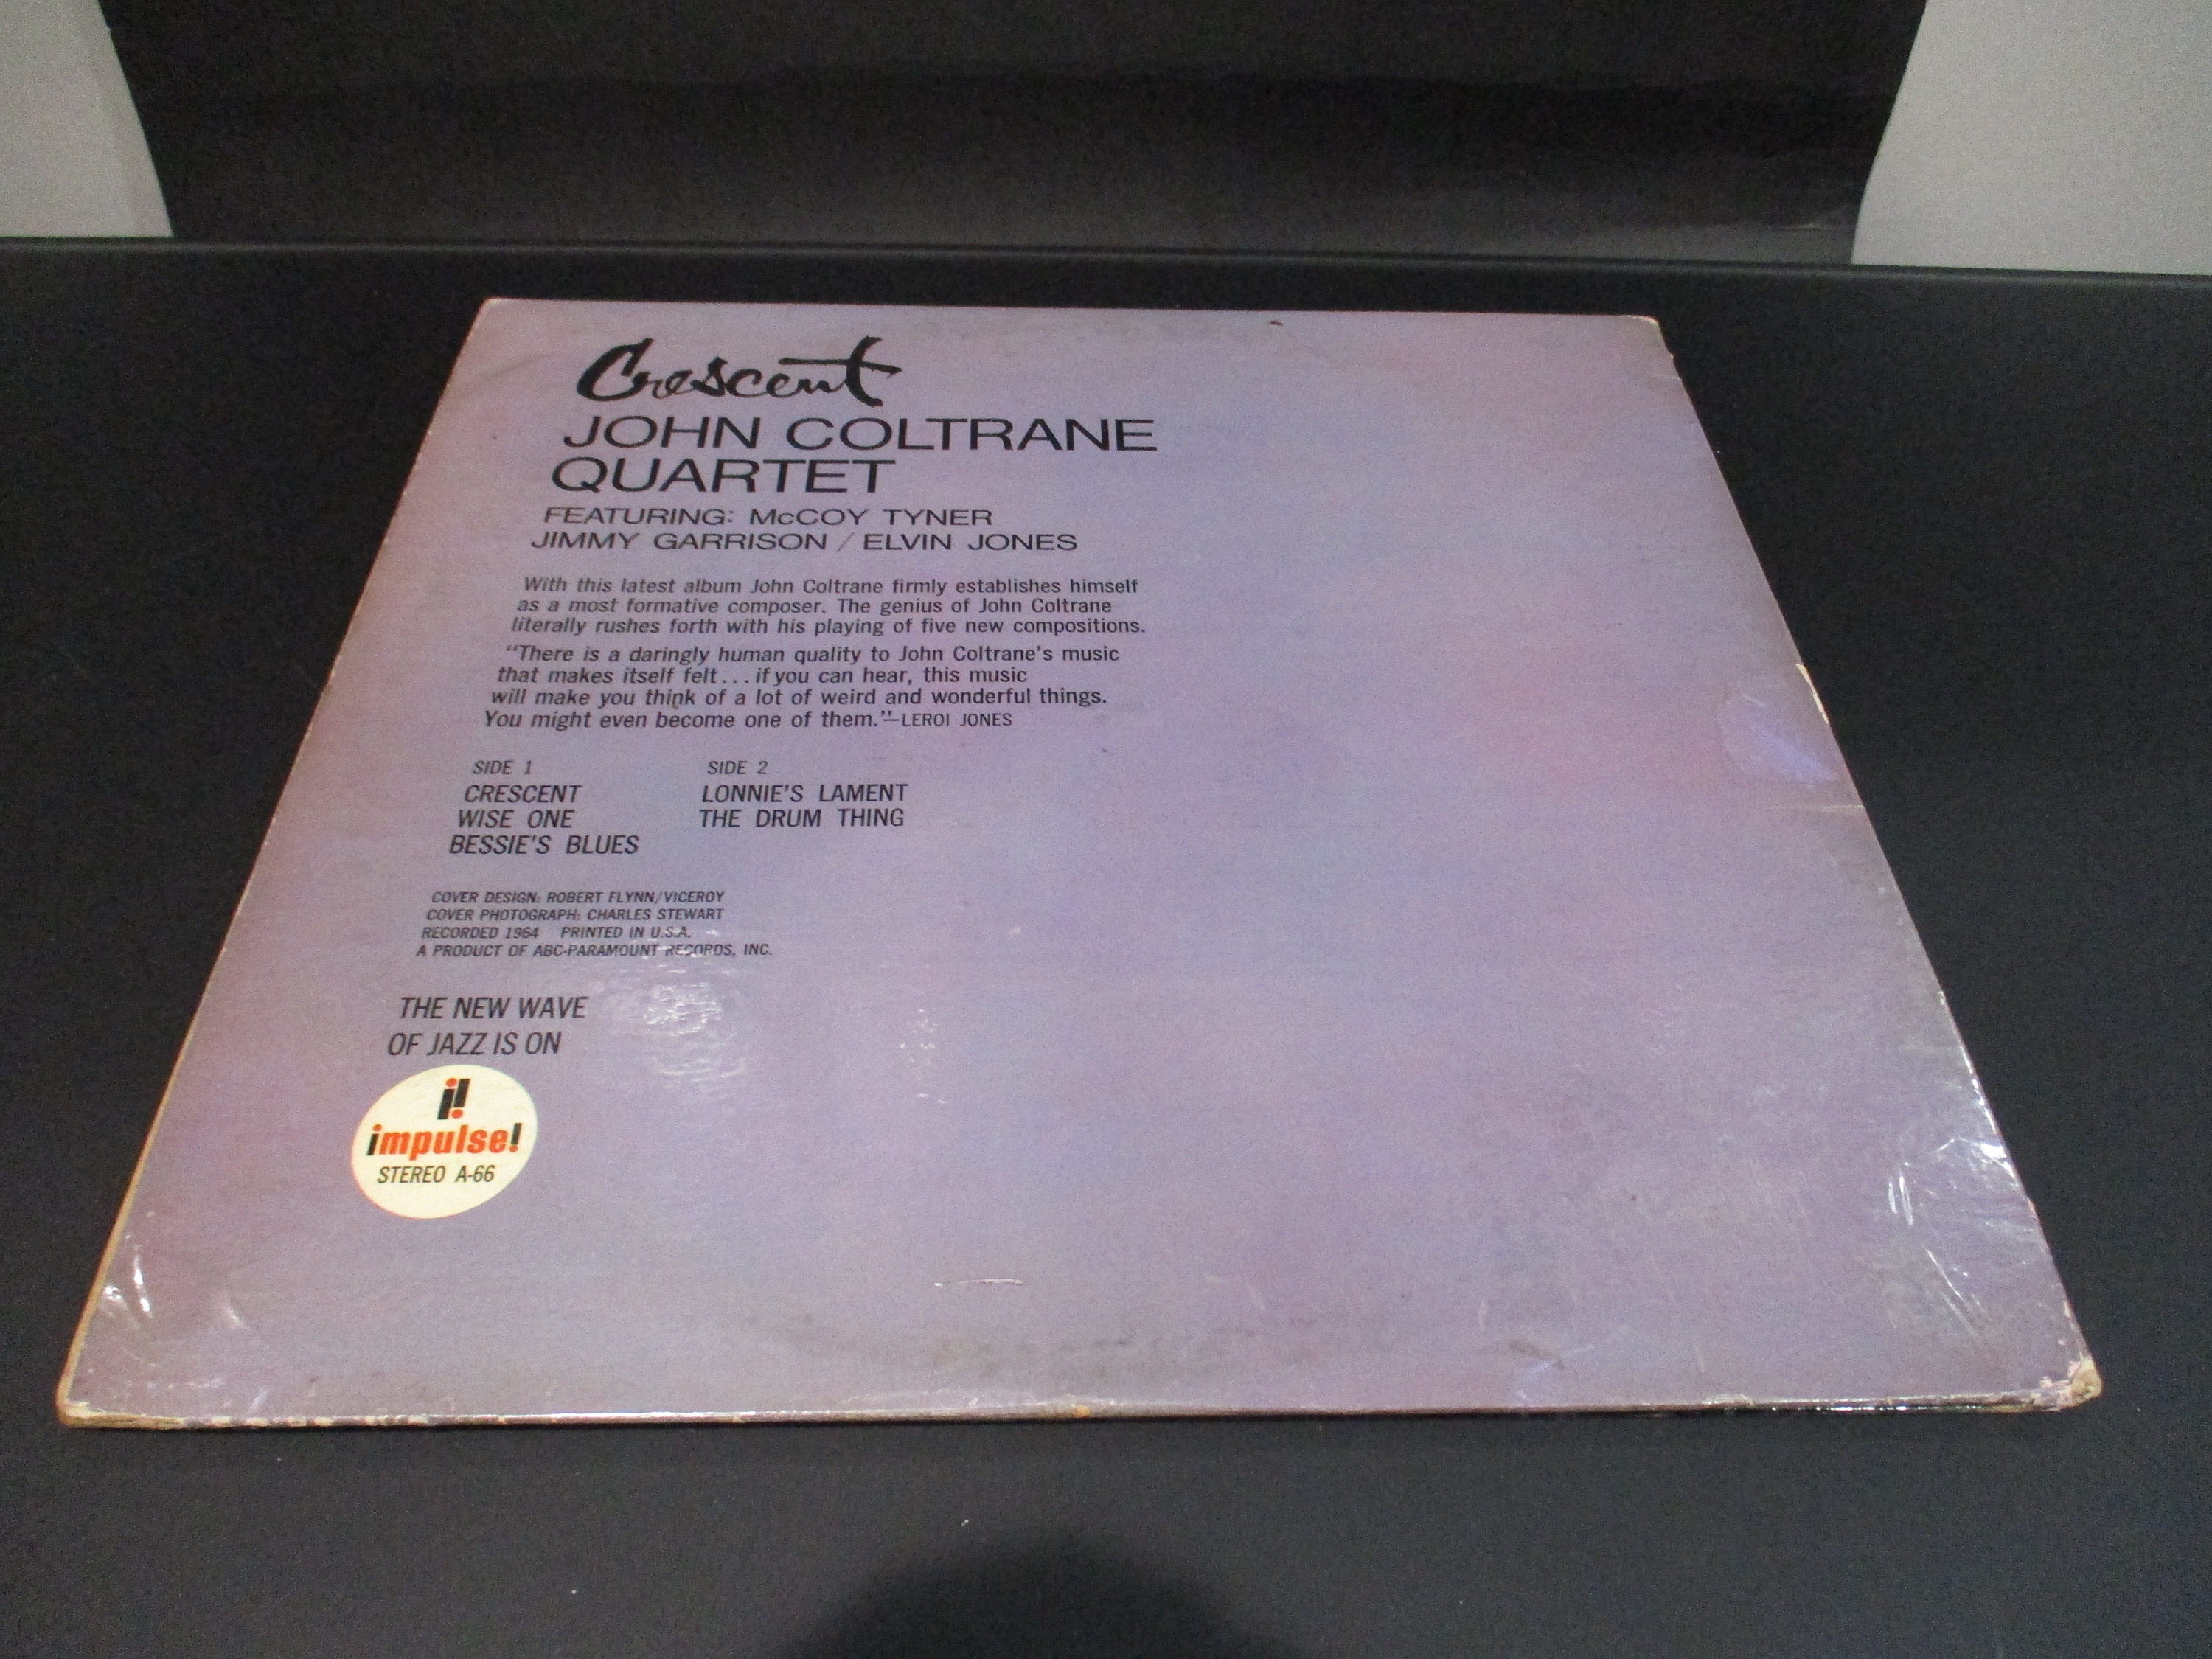 Crescent
JOHN COLTRANE
QUARTET
FEATURING: McCOY TYNER
JIMMY GARRISON / ELVIN JONES
With this latest album John Coltrane firmly establishes himself
as a most formative composer. The genius of John Coltrane
literally rushes forth with his playing of five new compositions.
"There is a daringly human quality to John Coltrane's music
that makes itself felt... if you can hear, this music
will make you think of a lot of weird and wonderful things.
You might even become one of them."—LEROI JONES
SIDE 1
CRESCENT
WISE ONE
BESSIE'S BLUES
SIDE 2
LONNIE'S LAMENT
THE DRUM THING
COVER DESIGN: ROBERT FLYNN/VICEROY
COVER PHOTOGRAPH: CHARLES STEWART
RECORDED 1964 PRINTED IN U.S.A.
A PRODUCT OF ABC-PARAMOUNT RECORDS, INC.
THE NEW WAVE
OF JAZZ IS ON
i!
impulse!
STEREO A-66